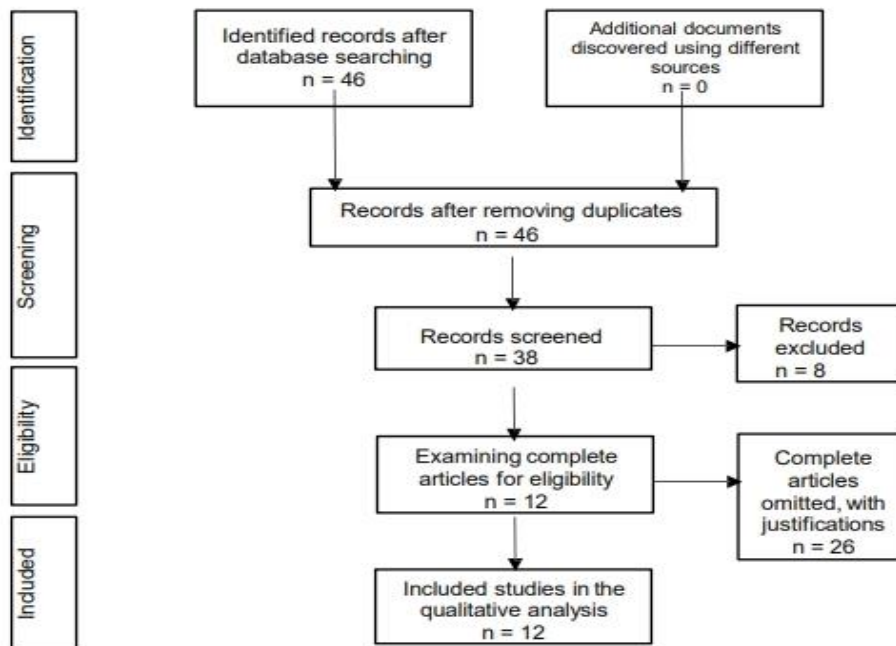 Identification
Identified records after
database searching
n = 46
Additional documents
discovered using different
sources
n = 0
Screening
Records after removing duplicates
n = 46
Records screened
n = 38
Records
excluded
n = 8
Eligibility
Examining complete
articles for eligibility
n = 12
Complete
articles
omitted, with
justifications
n = 26
Included
Included studies in the
qualitative analysis
n = 12